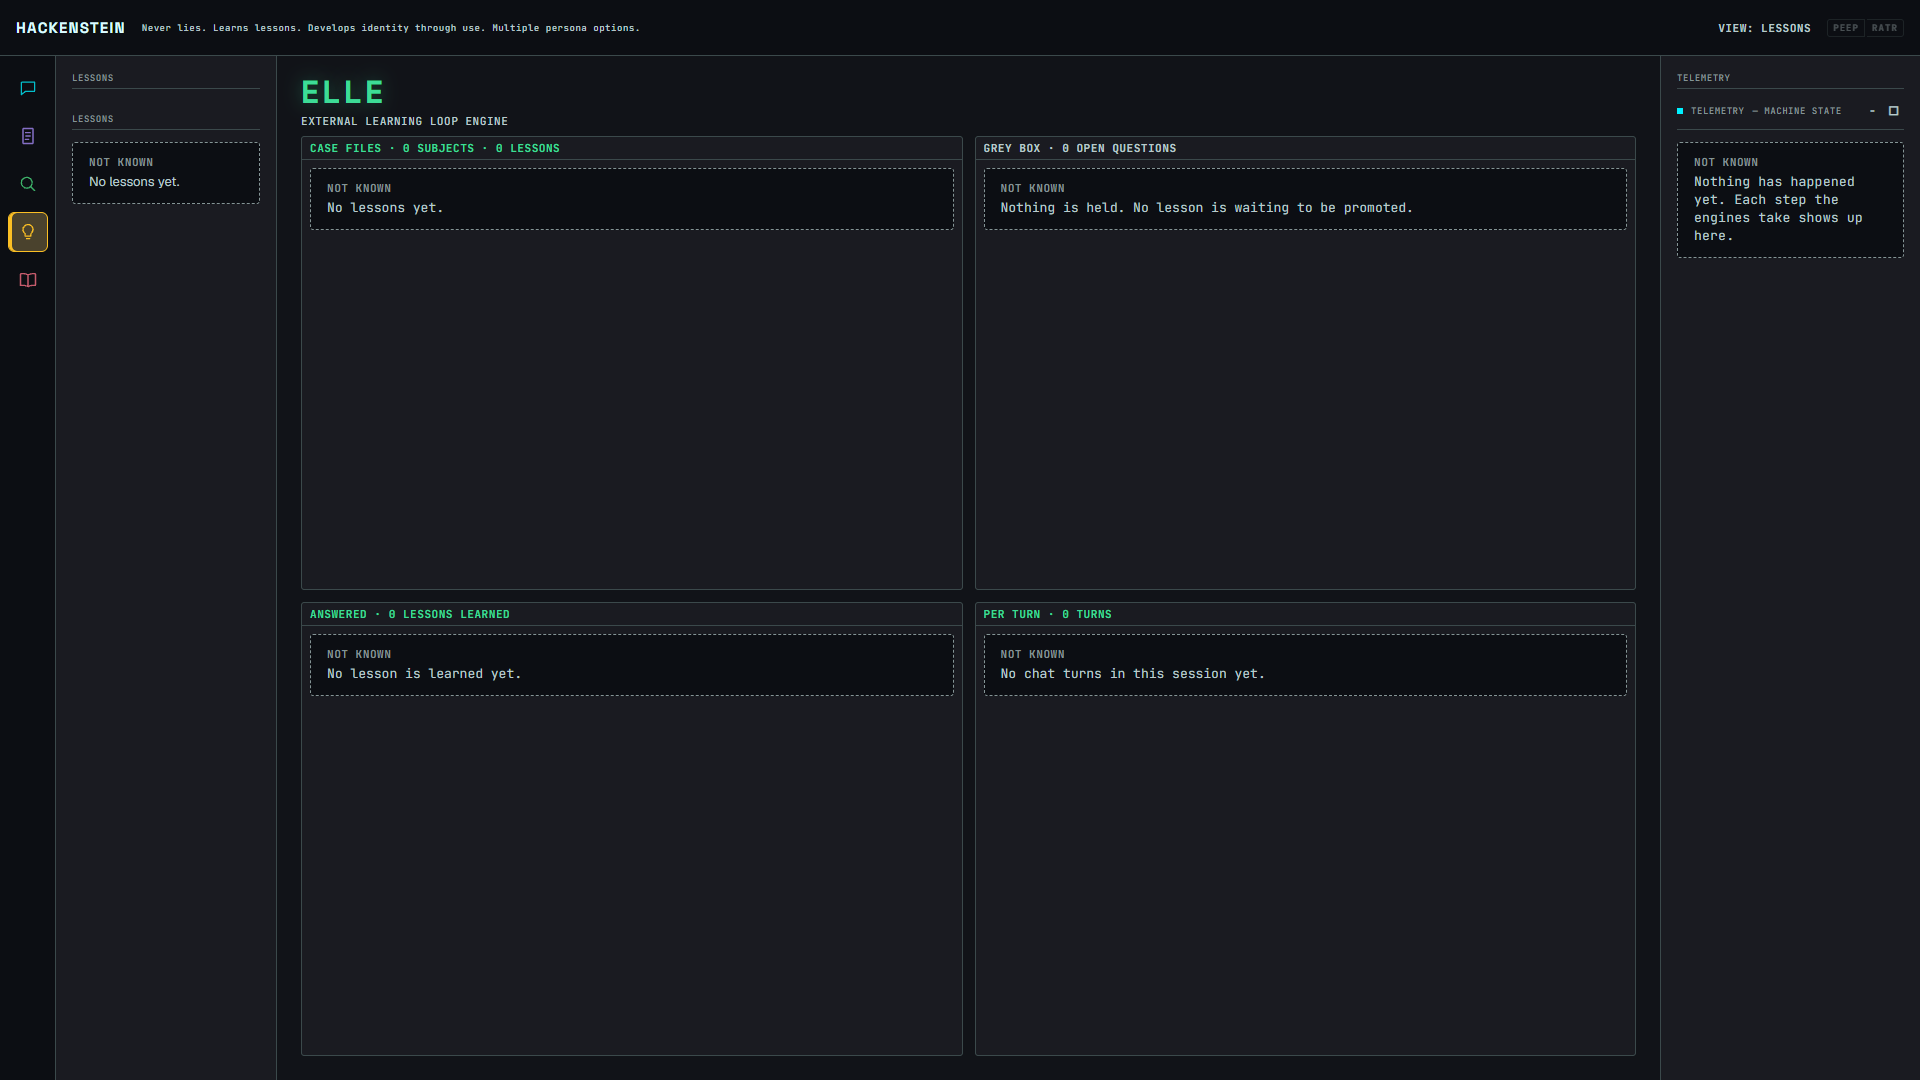 HACKENSTEIN
Never lies. Learns lessons. Develops identity through use. Multiple persona options.
VIEW: LESSONS
PEEP
RATR
LESSONS
LESSONS
NOT KNOWN
No lessons yet.
ELLE
EXTERNAL LEARNING LOOP ENGINE
CASE FILES · 0 SUBJECTS · 0 LESSONS
NOT KNOWN
No lessons yet.
GREY BOX · 0 OPEN QUESTIONS
NOT KNOWN
Nothing is held. No lesson is waiting to be promoted.
ANSWERED · 0 LESSONS LEARNED
NOT KNOWN
No lesson is learned yet.
PER TURN · 0 TURNS
NOT KNOWN
No chat turns in this session yet.
TELEMETRY
TELEMETRY — MACHINE STATE
NOT KNOWN
Nothing has happened
yet. Each step the
engines take shows up
here.